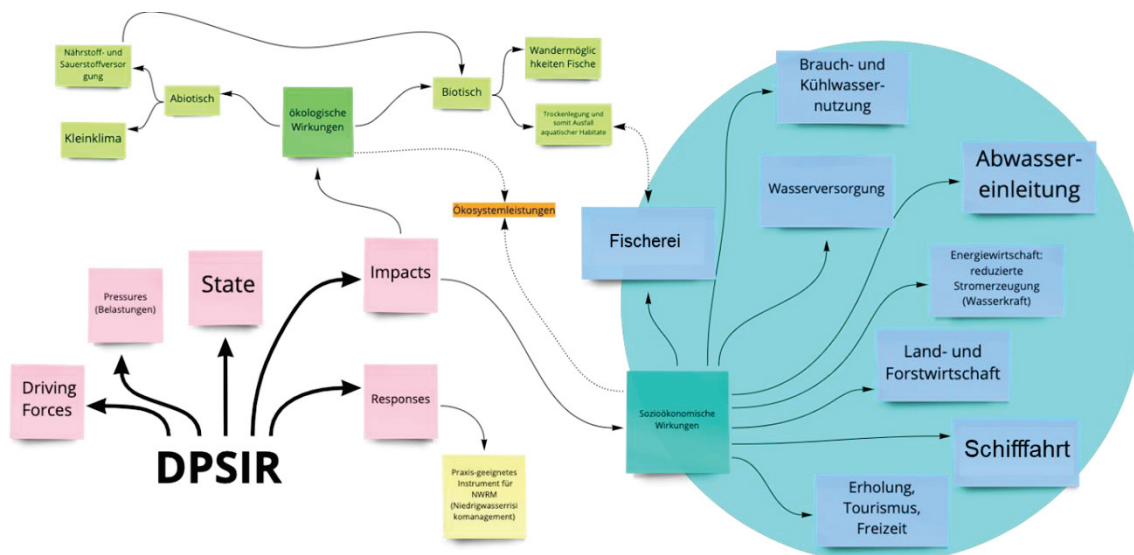 Nährstoff- und
Sauerstoffversor
gung
Abiotisch
Kleinklima
ökologische
Wirkungen
Biotisch
Wandermöglic
hkeiten Fische
Trockenlegung und
somit Ausfall
aquatischer Habitate
Ökosystemleistungen
Brauch- und
Kühlwasser-
nutzung
Wasserversorgung
Abwasser-
einleitung
Fischerei
Energiewirtschaft:
reduzierte
Stromerzeugung
(Wasserkraft)
Land- und
Forstwirtschaft
Sozioökonomische
Wirkungen
Schifffahrt
Erholung,
Tourismus,
Freizeit
Impacts
State
Pressures
(Belastungen)
Driving
Forces
Responses
DPSIR
Praxis-geeignetes
Instrument für
NWRM
(Niedrigwasserrisi
komanagement)